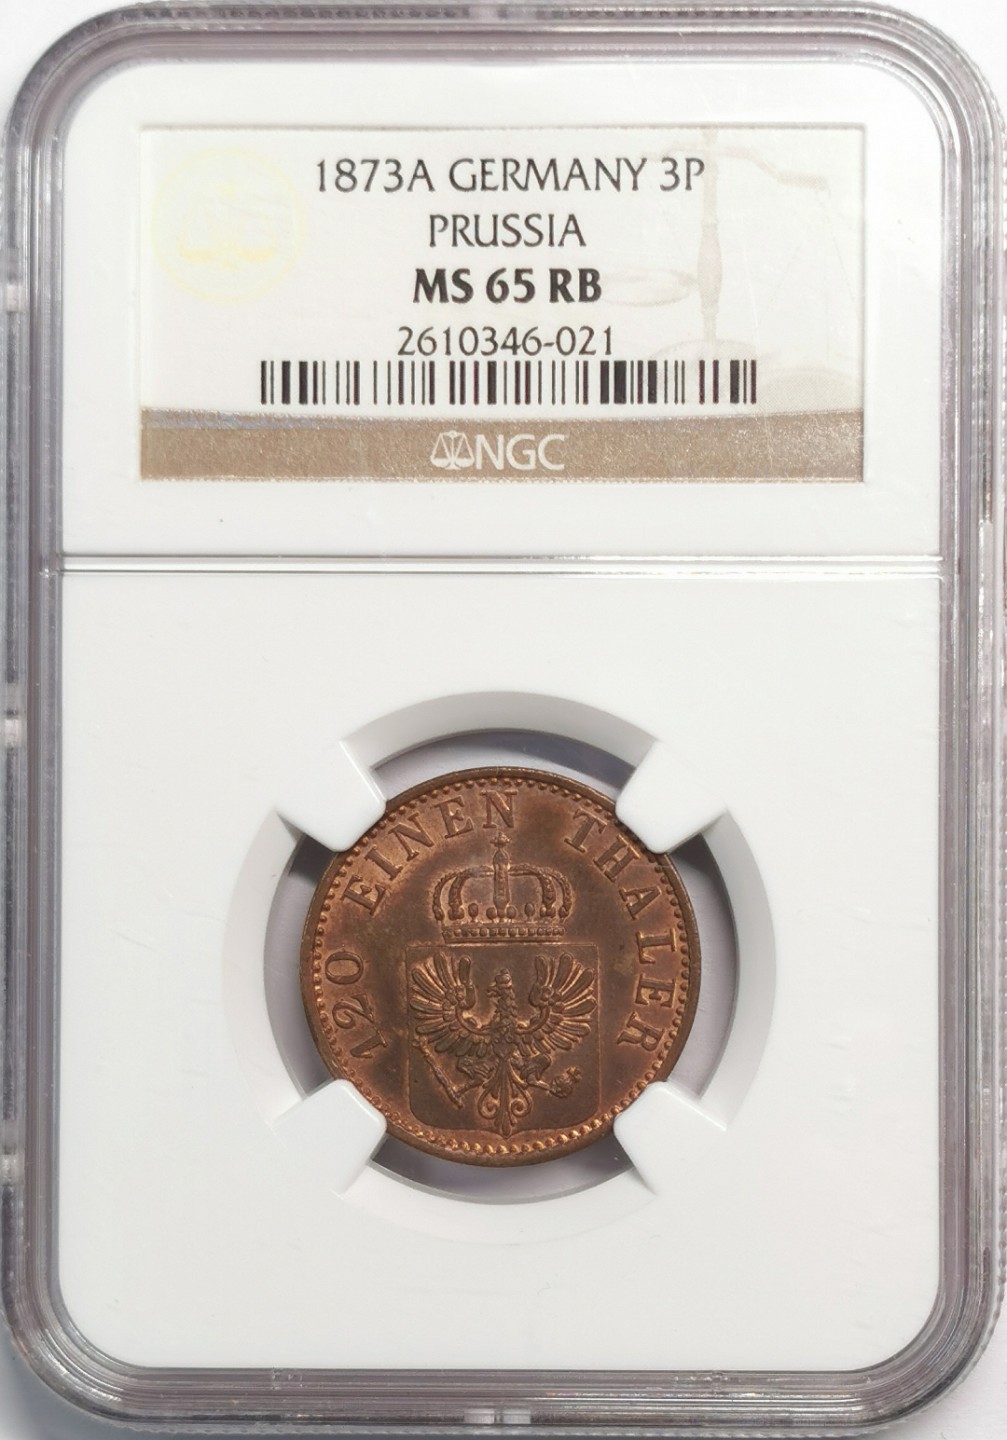 1873A GERMANY 3P
PRUSSIA
MS 65 RB
2610346-021
NGC
120 EINEN THALER